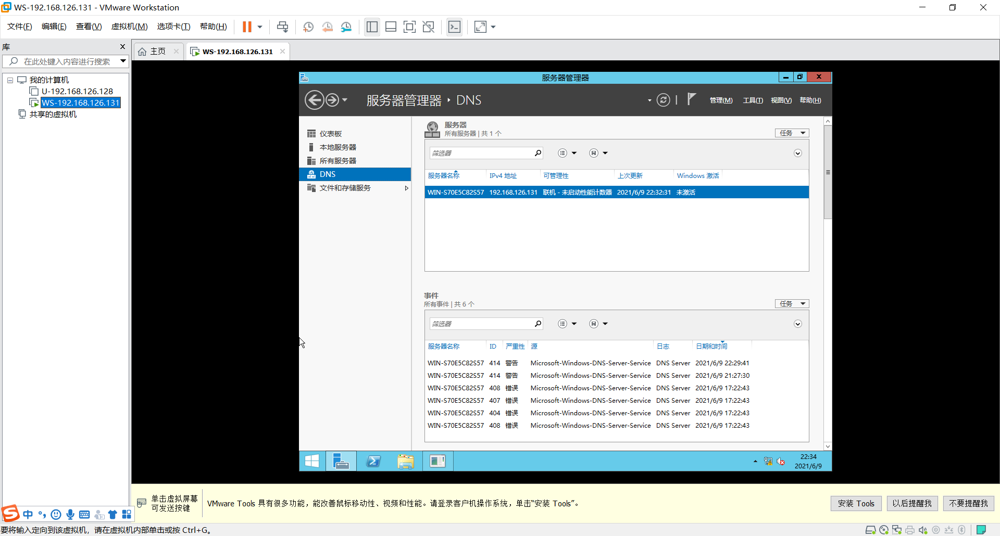 WS-192.168.126.131 - VMware Workstation
文件(F) 编辑(E) 查看(V) 虚拟机(M) 选项卡(T) 帮助(H)
库
在此处键入内容进行搜索
我的计算机
U-192.168.126.128
WS-192.168.126.131
共享的虚拟机
主页 WS-192.168.126.131
服务器管理器
服务器管理器 DNS
管理(M) 工具(T) 视图(V) 帮助(H)
仪表板
本地服务器
所有服务器
DNS
文件和存储服务
服务器
所有服务器 | 共 1 个
任务
筛选器
服务器名称 IPv4 地址 可管理性 上次更新 Windows 激活
WIN-S70E5C82S57 192.168.126.131 联机 - 未启动性能计数器 2021/6/9 22:32:31 未激活
事件
所有事件 | 共 6 个
任务
筛选器
服务器名称 ID 严重性 源 日志 日期和时间
WIN-S70E5C82S57 414 警告 Microsoft-Windows-DNS-Server-Service DNS Server 2021/6/9 22:29:41
WIN-S70E5C82S57 414 警告 Microsoft-Windows-DNS-Server-Service DNS Server 2021/6/9 21:27:30
WIN-S70E5C82S57 408 错误 Microsoft-Windows-DNS-Server-Service DNS Server 2021/6/9 17:22:43
WIN-S70E5C82S57 407 错误 Microsoft-Windows-DNS-Server-Service DNS Server 2021/6/9 17:22:43
WIN-S70E5C82S57 404 错误 Microsoft-Windows-DNS-Server-Service DNS Server 2021/6/9 17:22:43
WIN-S70E5C82S57 408 错误 Microsoft-Windows-DNS-Server-Service DNS Server 2021/6/9 17:22:43
22:34
2021/6/9
单击虚拟屏幕
可发送按键
VMware Tools 具有很多功能，能改善鼠标移动性、视频和性能。请登录客户机操作系统，单击“安装 Tools”。
安装 Tools 以后提醒我 不要提醒我
中
要将输入定向到该虚拟机，请在虚拟机内部单击或按 Ctrl+G。